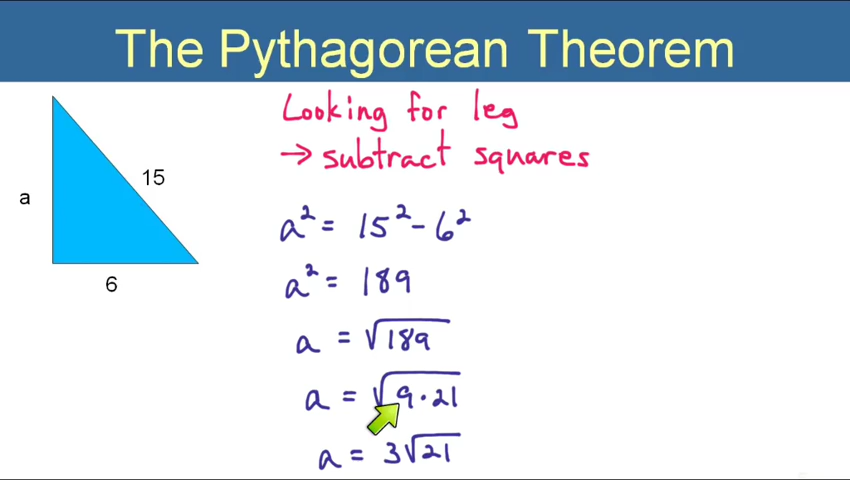 The Pythagorean Theorem
Looking for leg
→ subtract squares
15
a
6
a² = 15² - 6²
a² = 189
a = √189
a = √9·21
a = 3√21